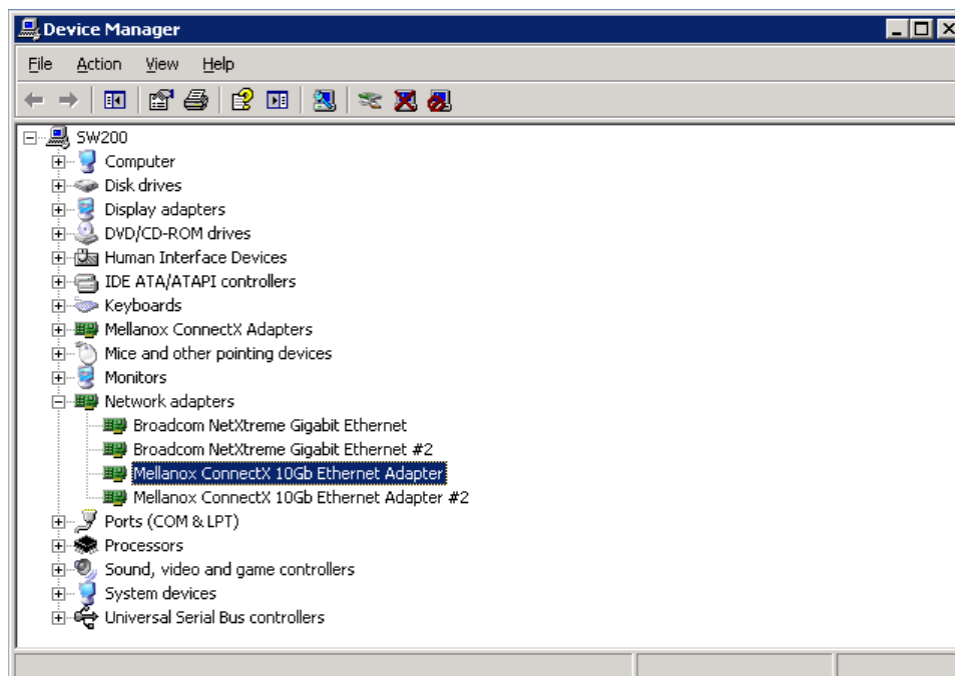 Device Manager
File Action View Help
SW200
Computer
Disk drives
Display adapters
DVD/CD-ROM drives
Human Interface Devices
IDE ATA/ATAPI controllers
Keyboards
Mellanox ConnectX Adapters
Mice and other pointing devices
Monitors
Network adapters
Broadcom NetXtreme Gigabit Ethernet
Broadcom NetXtreme Gigabit Ethernet #2
Mellanox ConnectX 10Gb Ethernet Adapter
Mellanox ConnectX 10Gb Ethernet Adapter #2
Ports (COM & LPT)
Processors
Sound, video and game controllers
System devices
Universal Serial Bus controllers